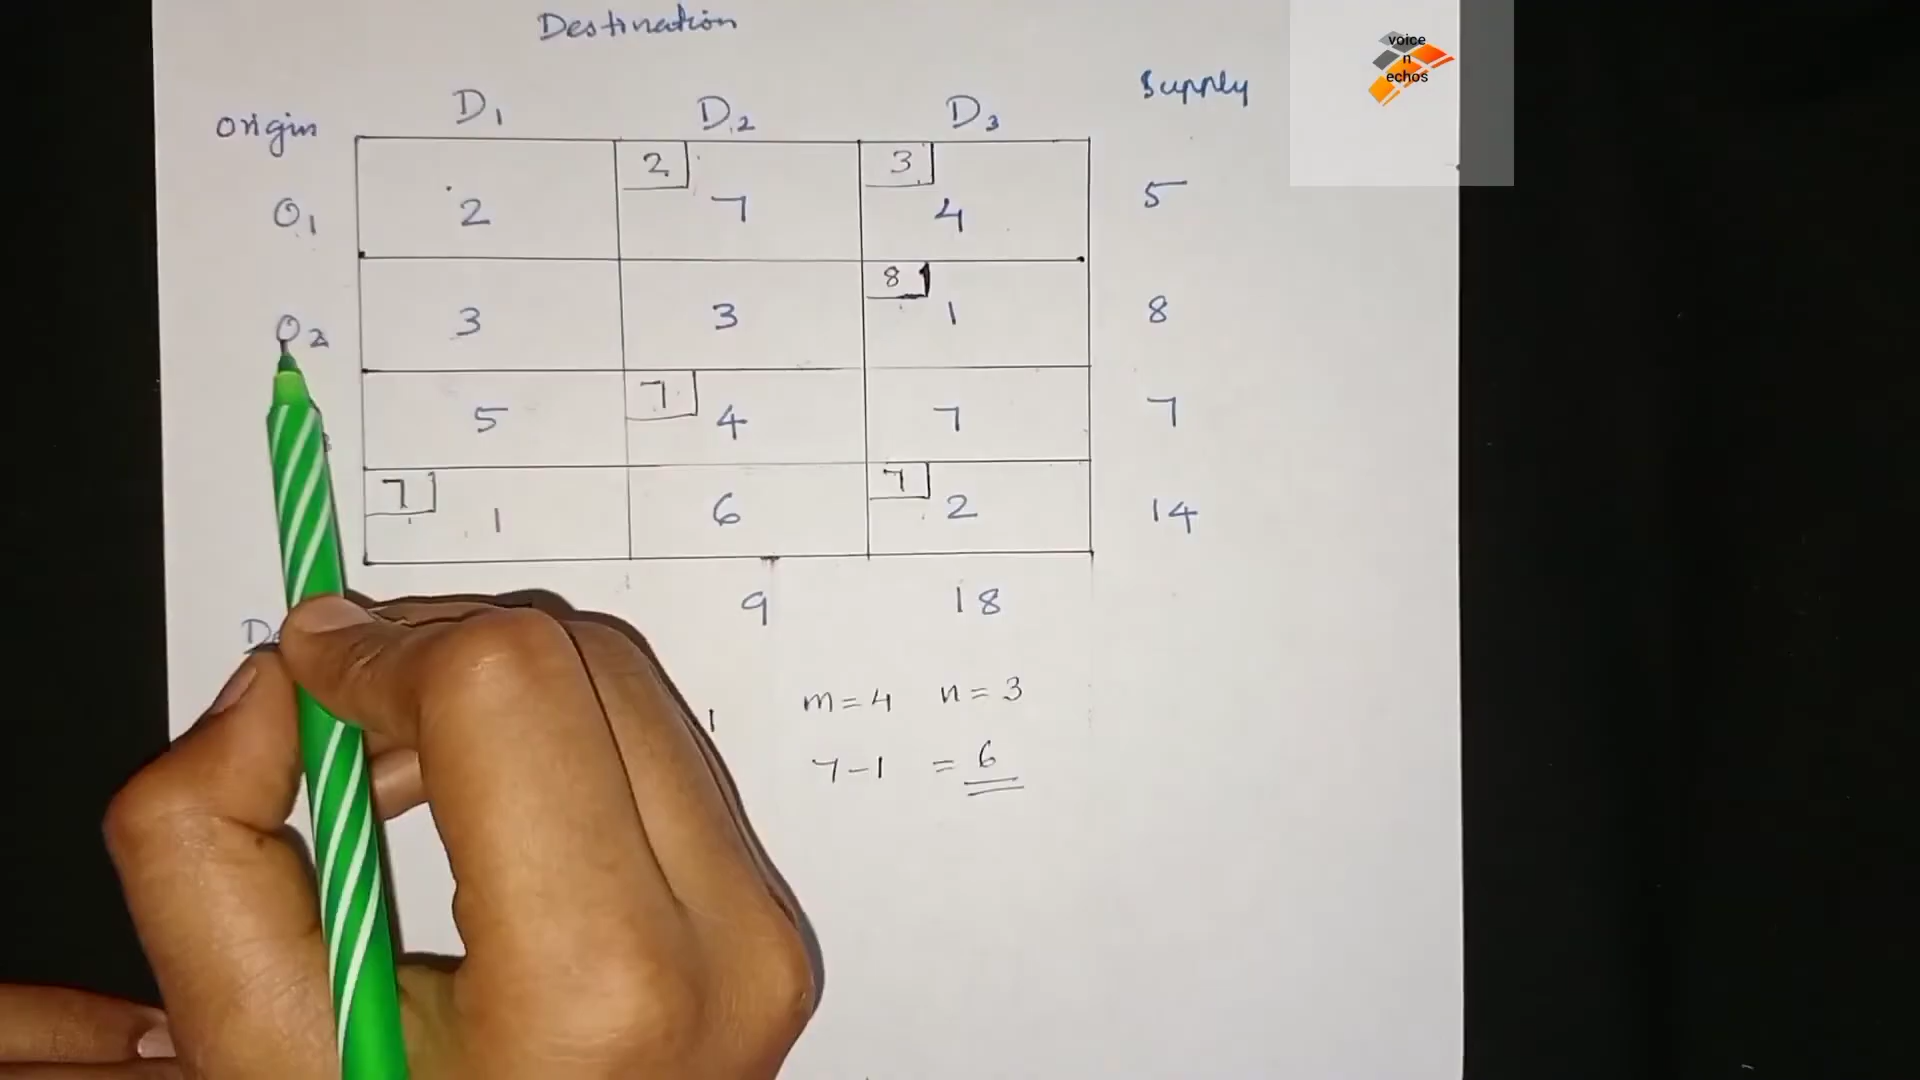 Destination
voice
n
echos
Origin D1 D2 D3 Supply
2 3
O1 2 7 4 5
8
O2 3 3 1 8
7
5 4 7 7
7 7
1 6 2 14
9 18
m=4 n=3
7-1 = 6